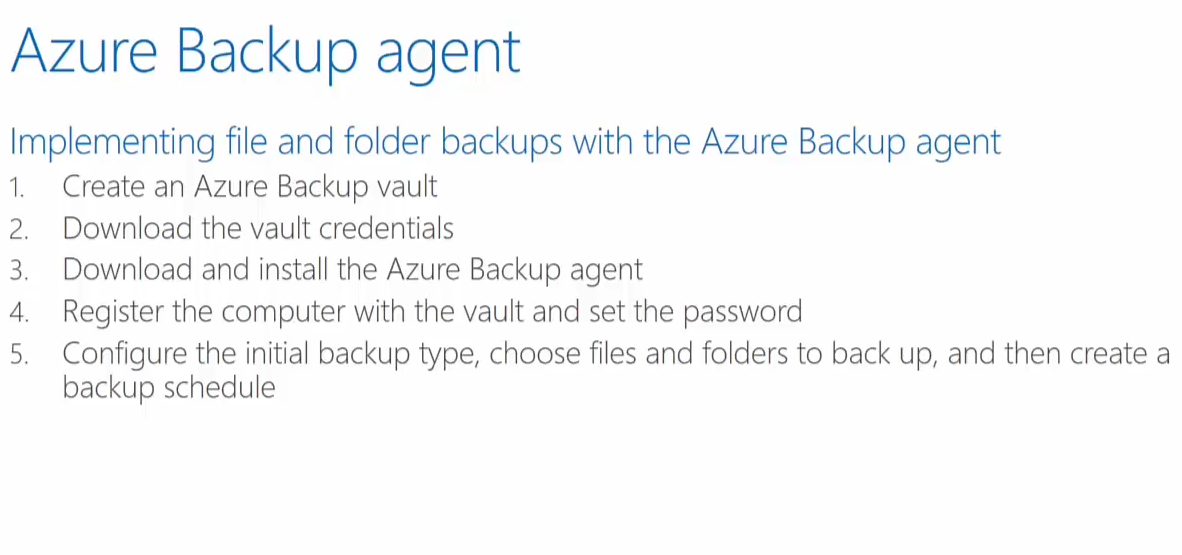 Azure Backup agent
Implementing file and folder backups with the Azure Backup agent
1. Create an Azure Backup vault
2. Download the vault credentials
3. Download and install the Azure Backup agent
4. Register the computer with the vault and set the password
5. Configure the initial backup type, choose files and folders to back up, and then create a
backup schedule